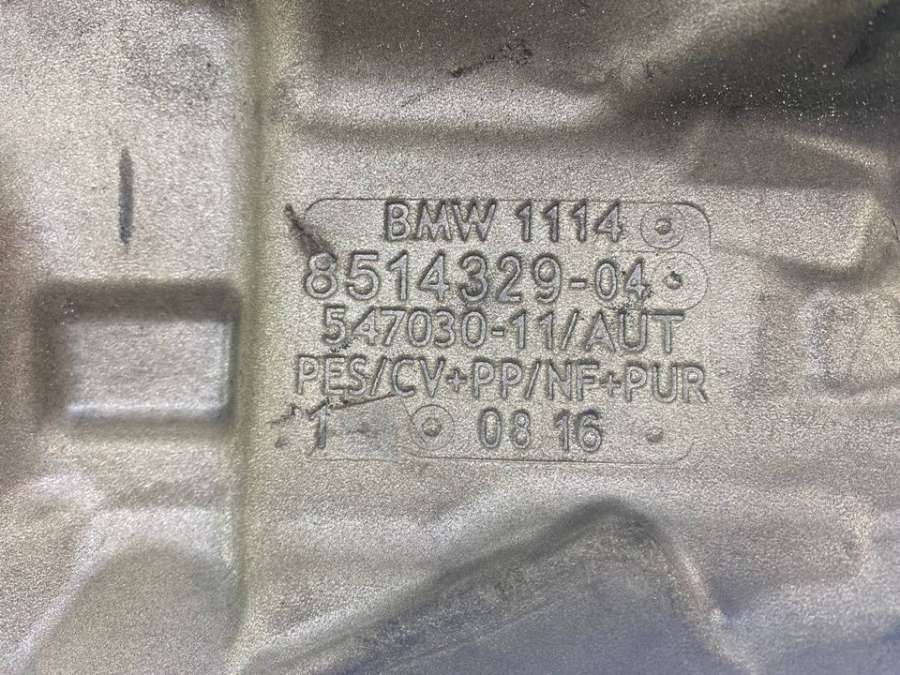 BMW 1114
8514329-04
547030-11/AUT
PES/CV+PP/NF+PUR
1 08 16